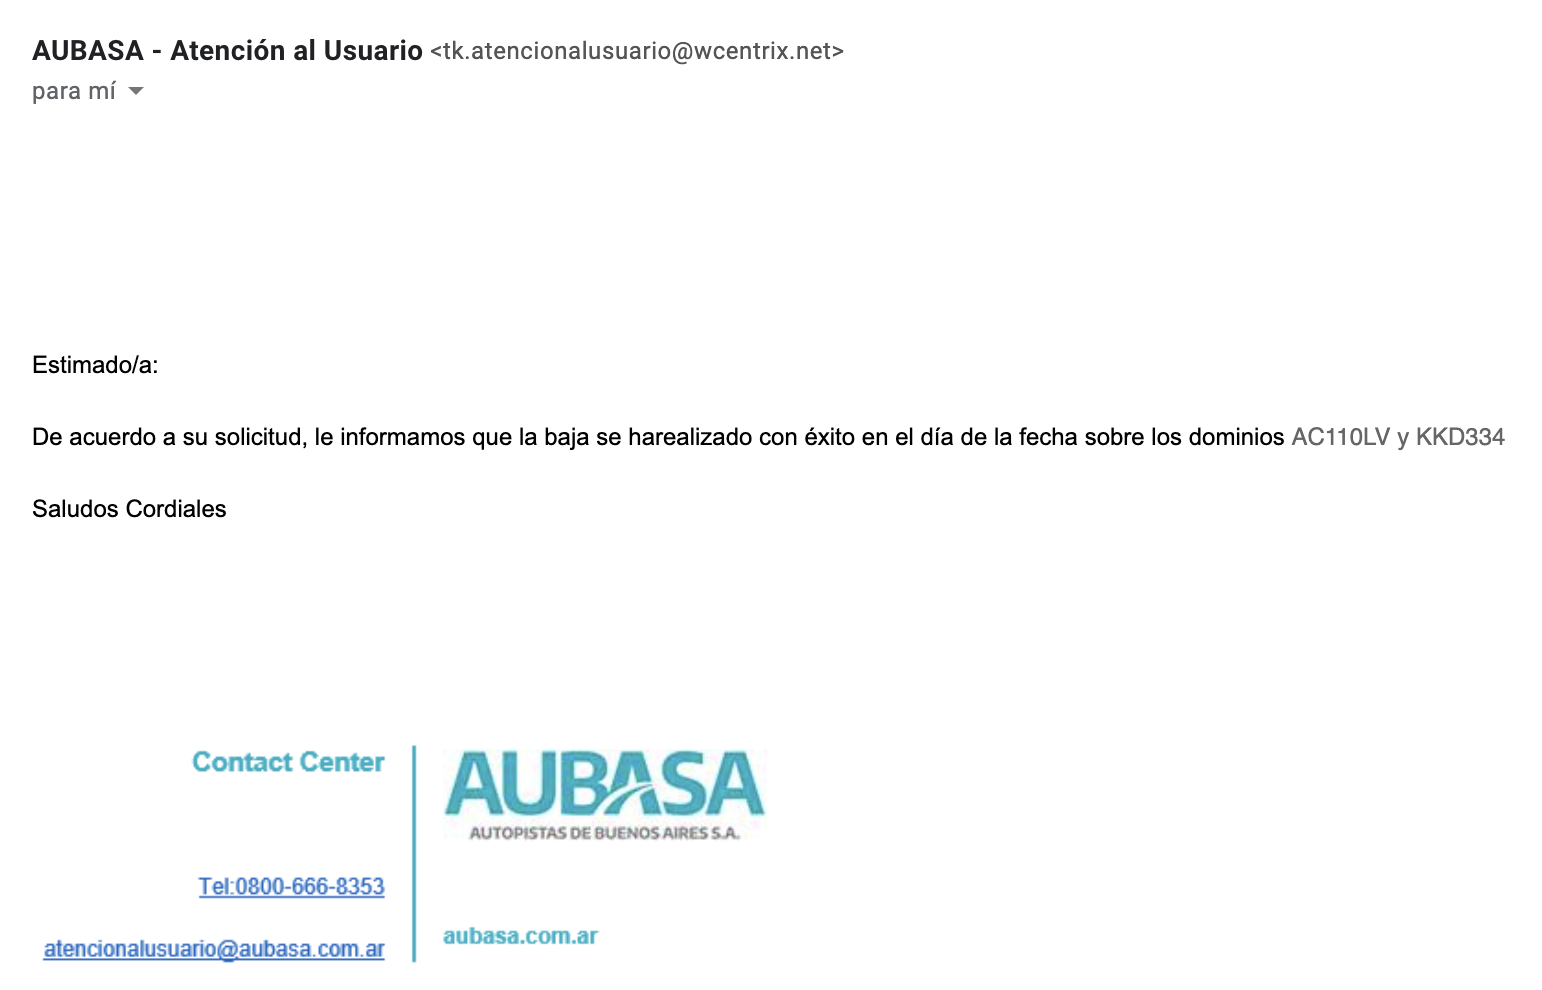 AUBASA - Atención al Usuario <tk.atencionalusuario@wcentrix.net>
para mí
Estimado/a:
De acuerdo a su solicitud, le informamos que la baja se harealizado con éxito en el día de la fecha sobre los dominios AC110LV y KKD334
Saludos Cordiales
Contact Center
Tel:0800-666-8353
atencionalusuario@aubasa.com.ar
AUBASA
AUTOPISTAS DE BUENOS AIRES S.A.
aubasa.com.ar